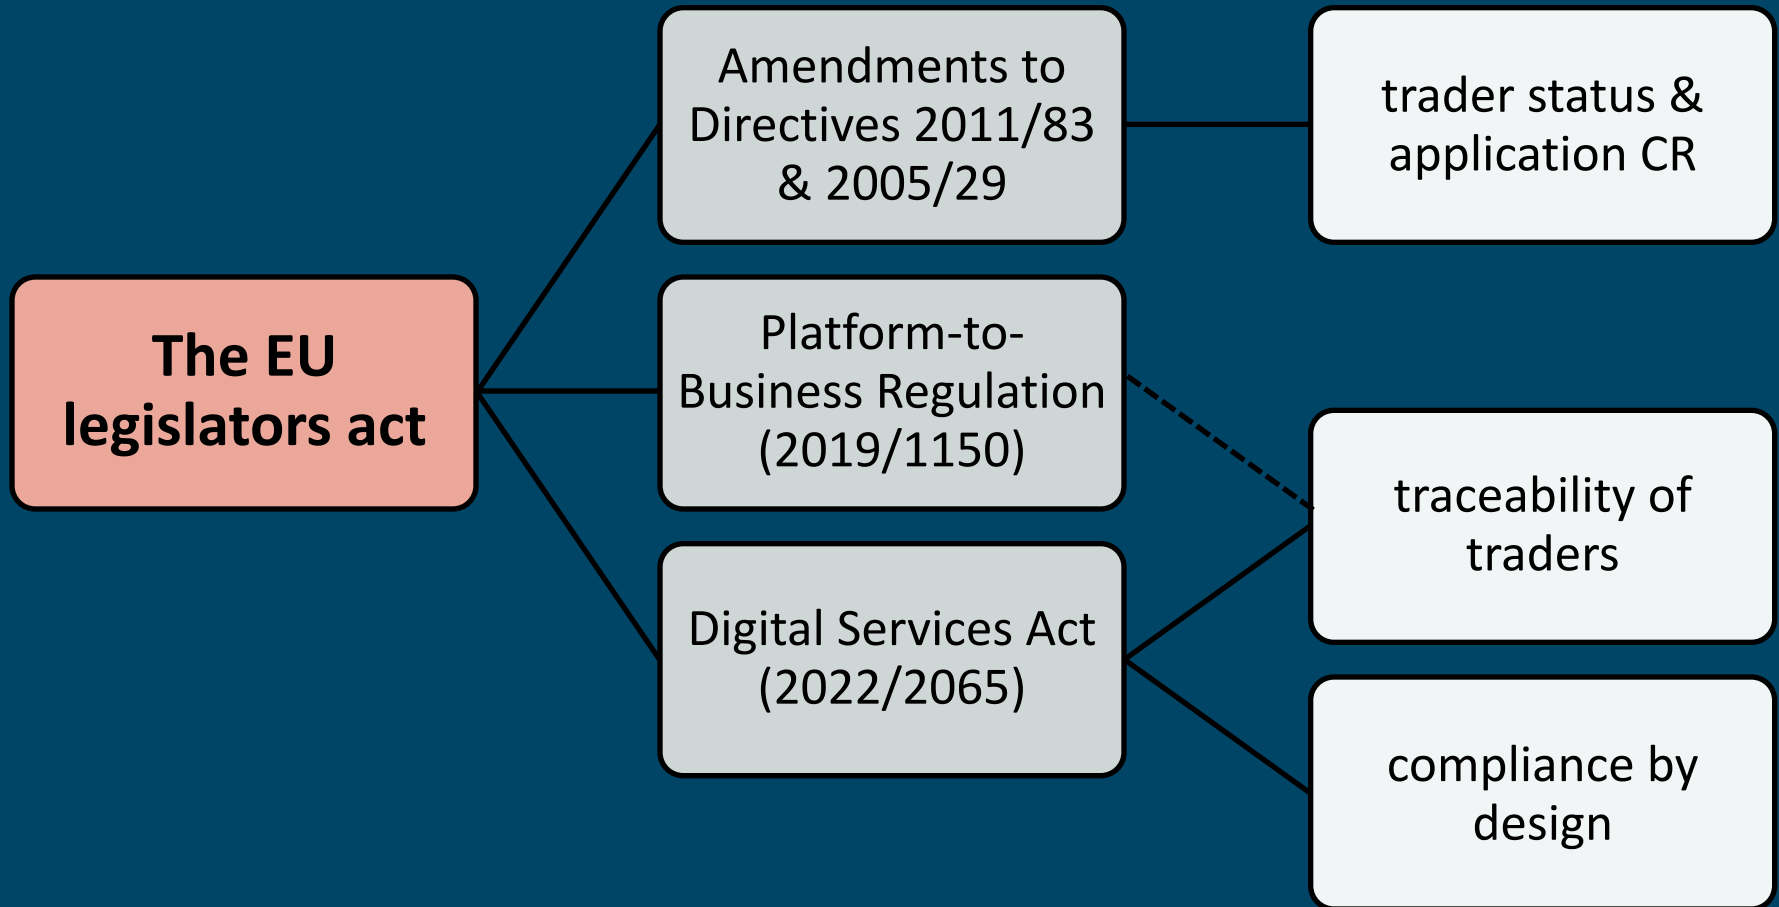 The EU
legislators act
Amendments to
Directives 2011/83
& 2005/29
Platform-to-
Business Regulation
(2019/1150)
Digital Services Act
(2022/2065)
trader status &
application CR
traceability of
traders
compliance by
design